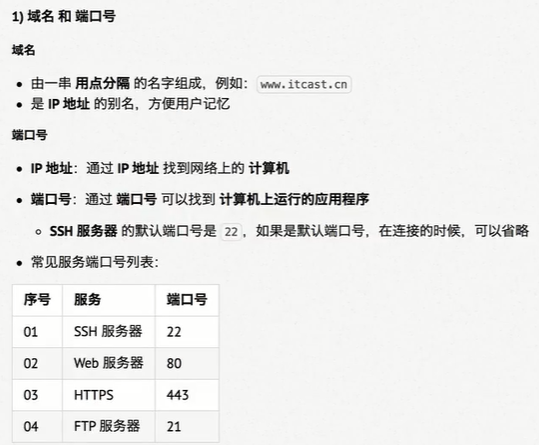 1) 域名 和 端口号
域名
• 由一串 用点分隔 的名字组成，例如： www.itcast.cn
• 是 IP 地址 的别名，方便用户记忆
端口号
• IP 地址：通过 IP 地址 找到网络上的 计算机
• 端口号：通过 端口号 可以找到 计算机上运行的应用程序
◦ SSH 服务器 的默认端口号是 22，如果是默认端口号，在连接的时候，可以省略
• 常见服务端口号列表：
序号 服务 端口号
01 SSH 服务器 22
02 Web 服务器 80
03 HTTPS 443
04 FTP 服务器 21